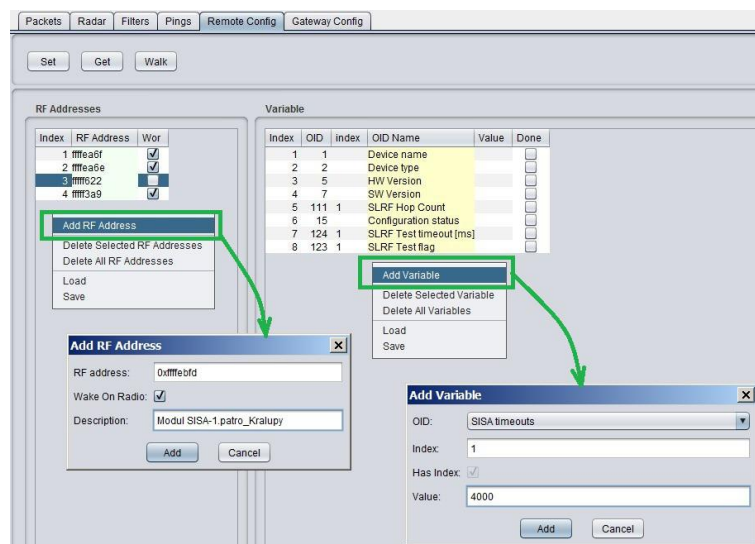 Packets Radar Filters Pings Remote Config Gateway Config
Set Get Walk
RF Addresses
Index RF Address Wor
1 ffffea6f
2 ffffea6e
3 fffff622
4 fffff3a9
Add RF Address
Delete Selected RF Addresses
Delete All RF Addresses
Load
Save
Variable
Index OID index OID Name Value Done
1 1 Device name
2 2 Device type
3 5 HW Version
4 7 SW Version
5 111 1 SLRF Hop Count
6 15 Configuration status
7 124 1 SLRF Test timeout [ms]
8 123 1 SLRF Test flag
Add Variable
Delete Selected Variable
Delete All Variables
Load
Save
Add RF Address
RF address: 0xffffebfd
Wake On Radio:
Description: Modul SISA-1.patro_Kralupy
Add Cancel
Add Variable
OID: SISA timeouts
Index: 1
Has Index:
Value: 4000
Add Cancel